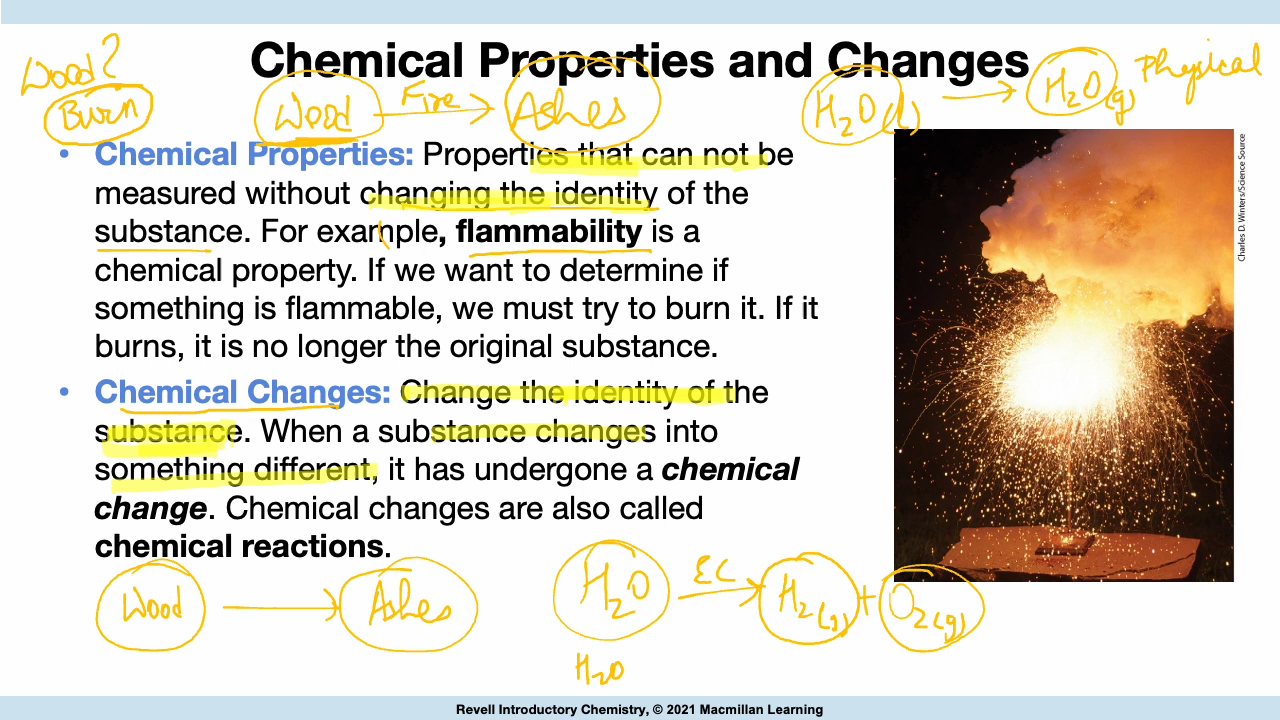 Chemical Properties and Changes
Wood?
Burn
Wood Fire Ashes
H2O(l) → H2O(g) Physical
• Chemical Properties: Properties that can not be
measured without changing the identity of the
substance. For example, flammability is a
chemical property. If we want to determine if
something is flammable, we must try to burn it. If it
burns, it is no longer the original substance.
• Chemical Changes: Change the identity of the
substance. When a substance changes into
something different, it has undergone a chemical
change. Chemical changes are also called
chemical reactions.
Charles D. Winters/Science Source
Wood → Ashes
H2O EC → H2(g) + O2(g)
H2O
Revell Introductory Chemistry, © 2021 Macmillan Learning